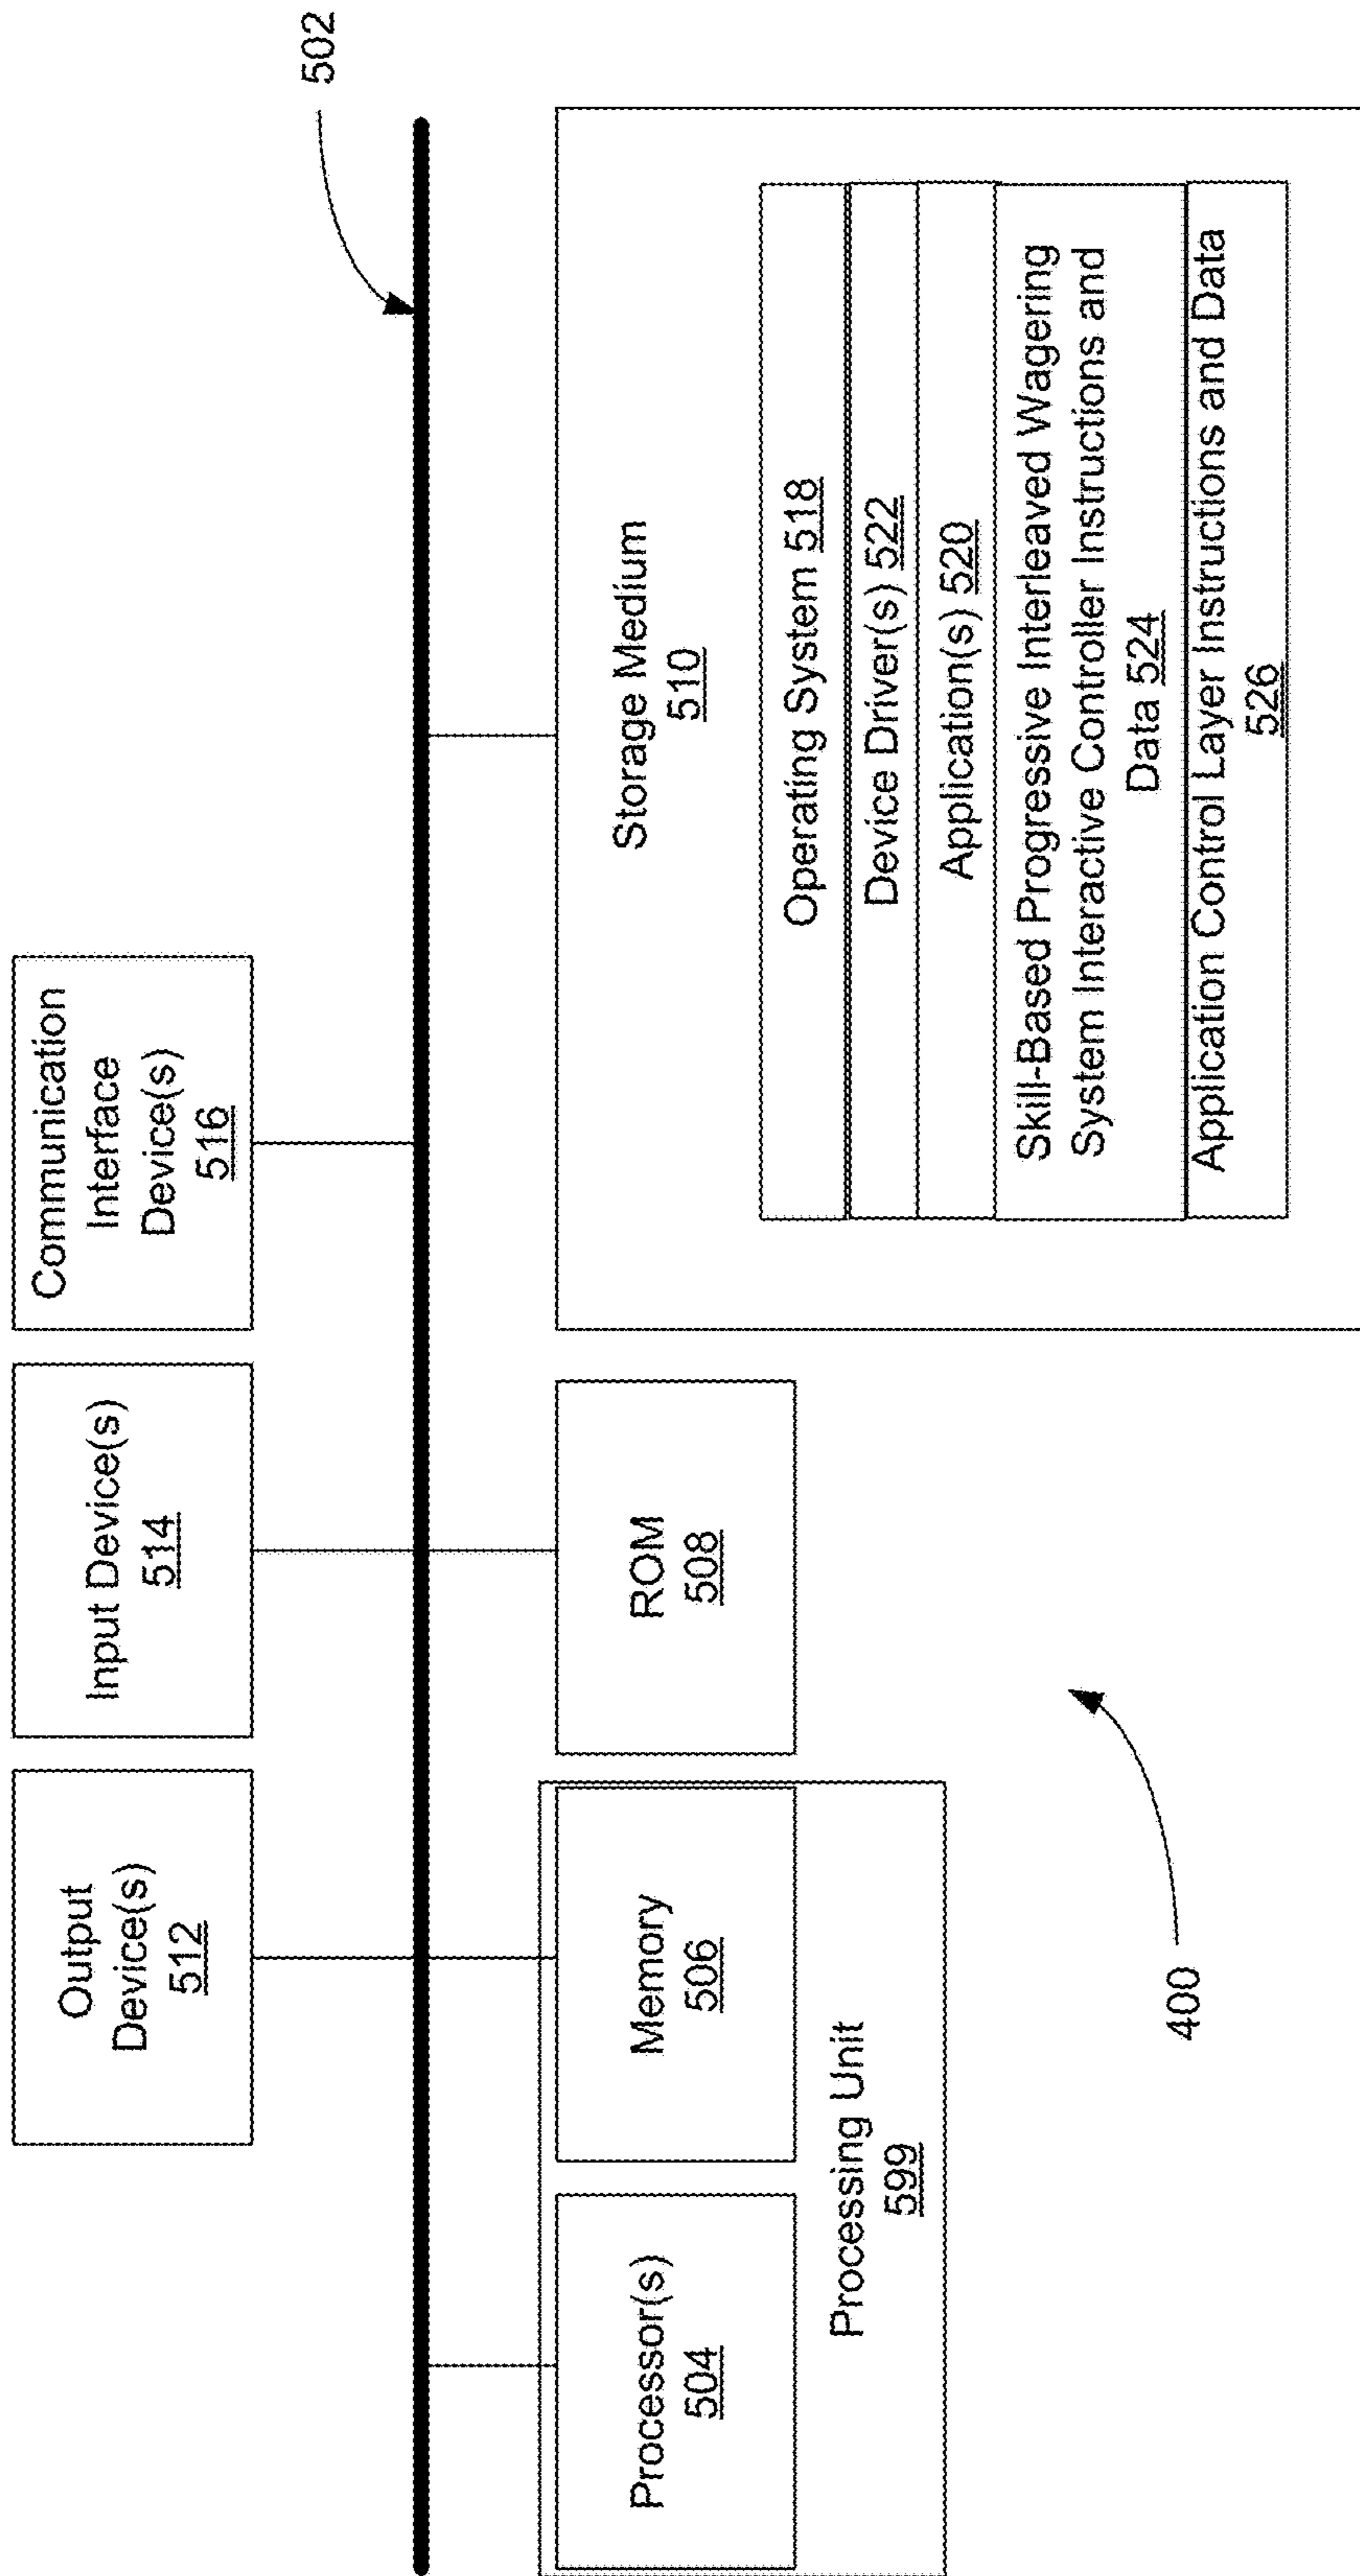 502
Output
Device(s)
512
Input Device(s)
514
Communication
Interface
Device(s)
516
Processor(s)
504
Memory
506
Processing Unit
599
ROM
508
Storage Medium
510
Operating System 518
Device Driver(s) 522
Application(s) 520
Skill-Based Progressive Interleaved Wagering
System Interactive Controller Instructions and
Data 524
Application Control Layer Instructions and Data
526
400